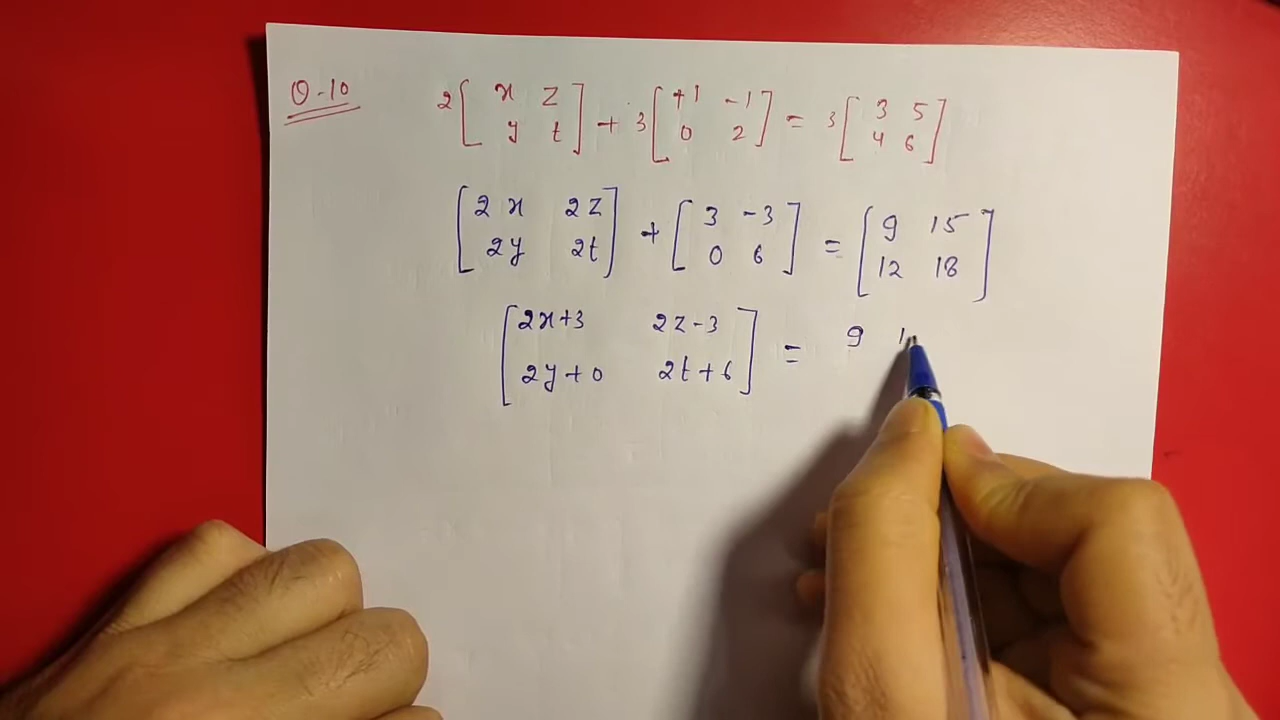 Q-10
2[ x z ] + 3[ +1 -1 ] = 3[ 3 5 ]
[ y t ] [ 0 2 ] [ 4 6 ]
[ 2x 2z ] + [ 3 -3 ] = [ 9 15 ]
[ 2y 2t ] [ 0 6 ] [ 12 18 ]
[ 2x+3 2z-3 ] = 9 1
[ 2y+0 2t+6 ]